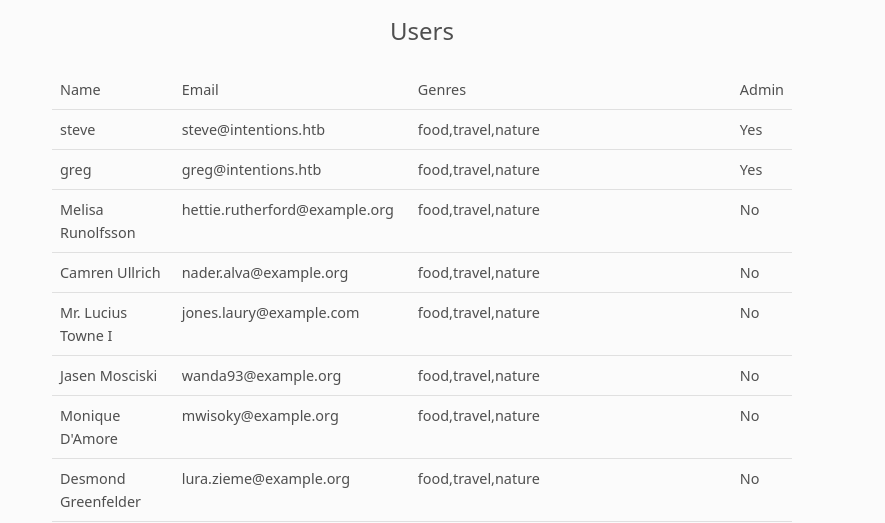 Users
Name Email Genres Admin
steve steve@intentions.htb food,travel,nature Yes
greg greg@intentions.htb food,travel,nature Yes
Melisa hettie.rutherford@example.org food,travel,nature No
Runolfsson
Camren Ullrich nader.alva@example.org food,travel,nature No
Mr. Lucius jones.laury@example.com food,travel,nature No
Towne I
Jasen Mosciski wanda93@example.org food,travel,nature No
Monique mwisoky@example.org food,travel,nature No
D'Amore
Desmond lura.zieme@example.org food,travel,nature No
Greenfelder